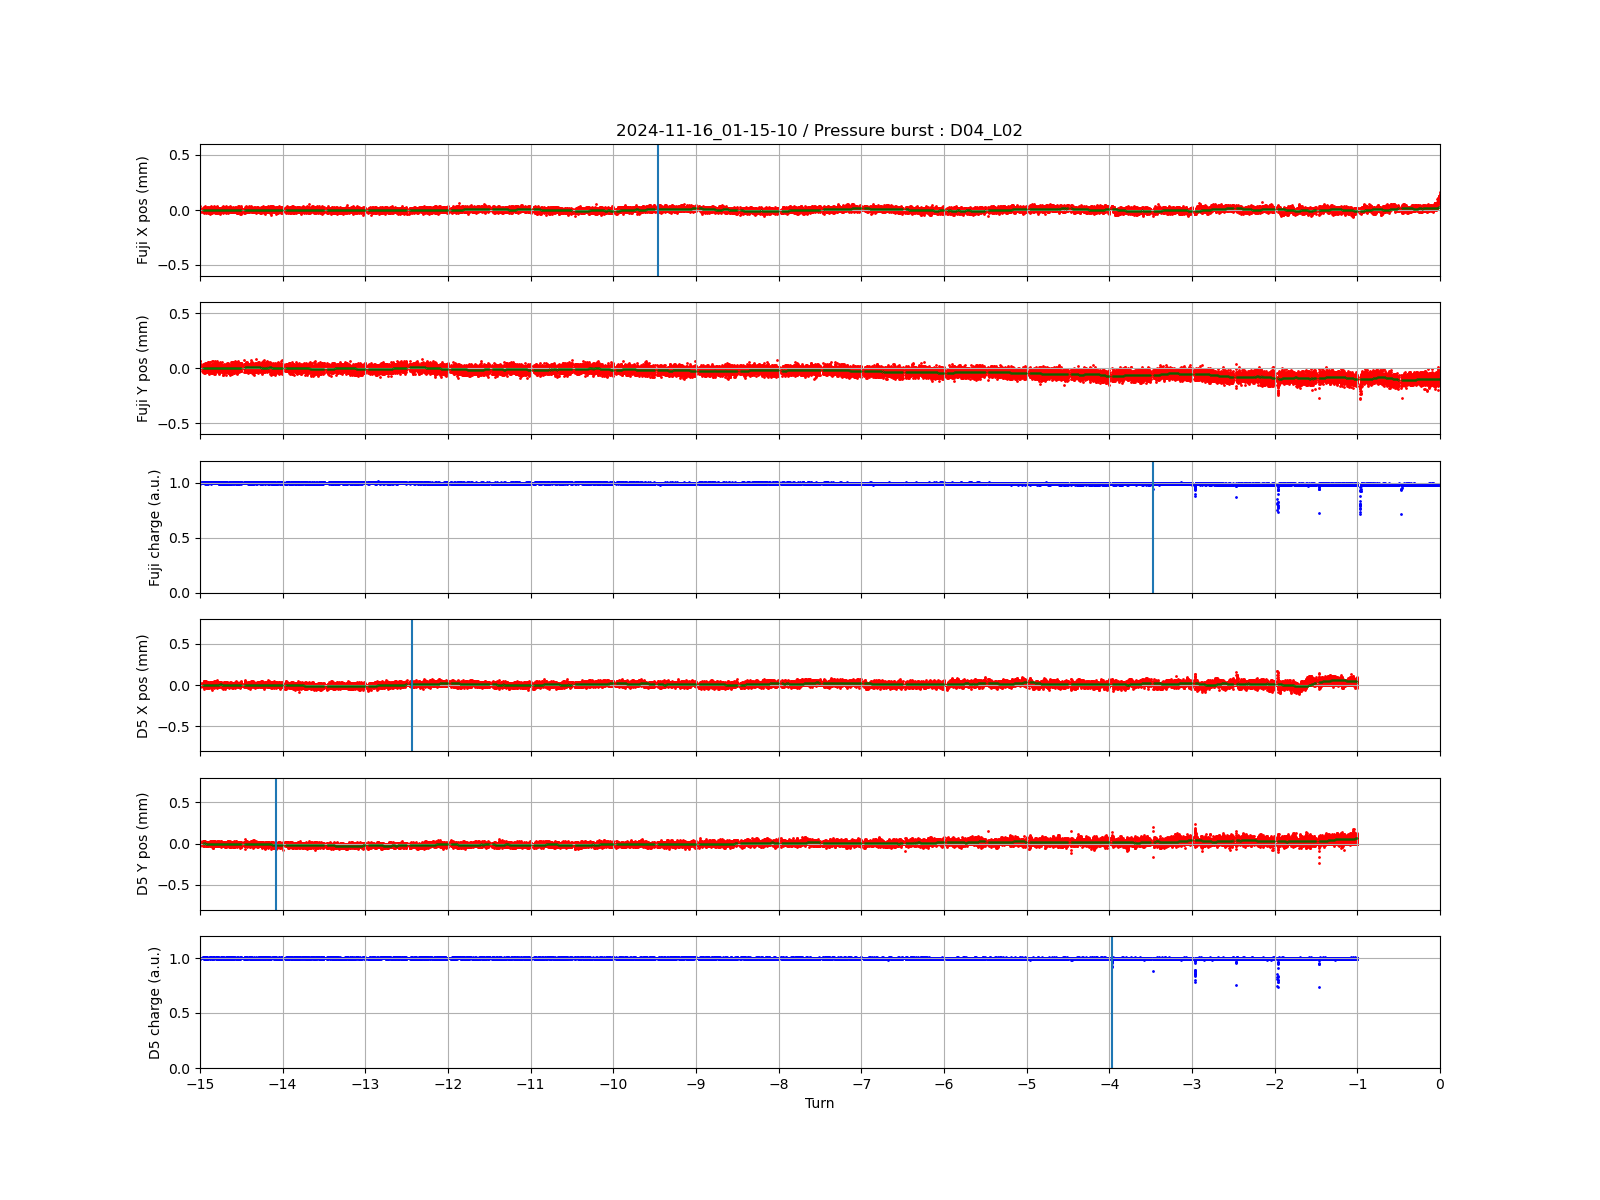 2024-11-16_01-15-10 / Pressure burst : D04_L02
Fuji X pos (mm)
0.5
0.0
−0.5
Fuji Y pos (mm)
0.5
0.0
−0.5
Fuji charge (a.u.)
1.0
0.5
0.0
D5 X pos (mm)
0.5
0.0
−0.5
D5 Y pos (mm)
0.5
0.0
−0.5
D5 charge (a.u.)
1.0
0.5
0.0
−15 −14 −13 −12 −11 −10 −9 −8 −7 −6 −5 −4 −3 −2 −1 0
Turn